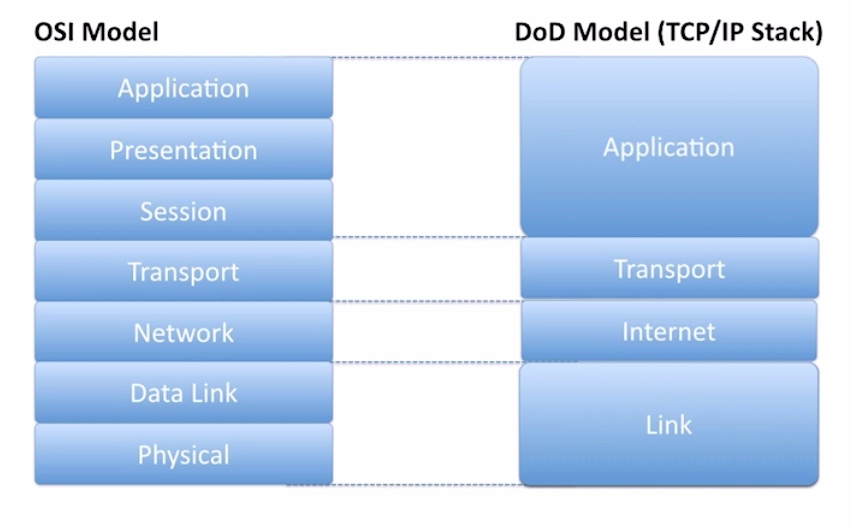 OSI Model
DoD Model (TCP/IP Stack)
Application
Presentation
Session
Transport
Network
Data Link
Physical
Application
Transport
Internet
Link